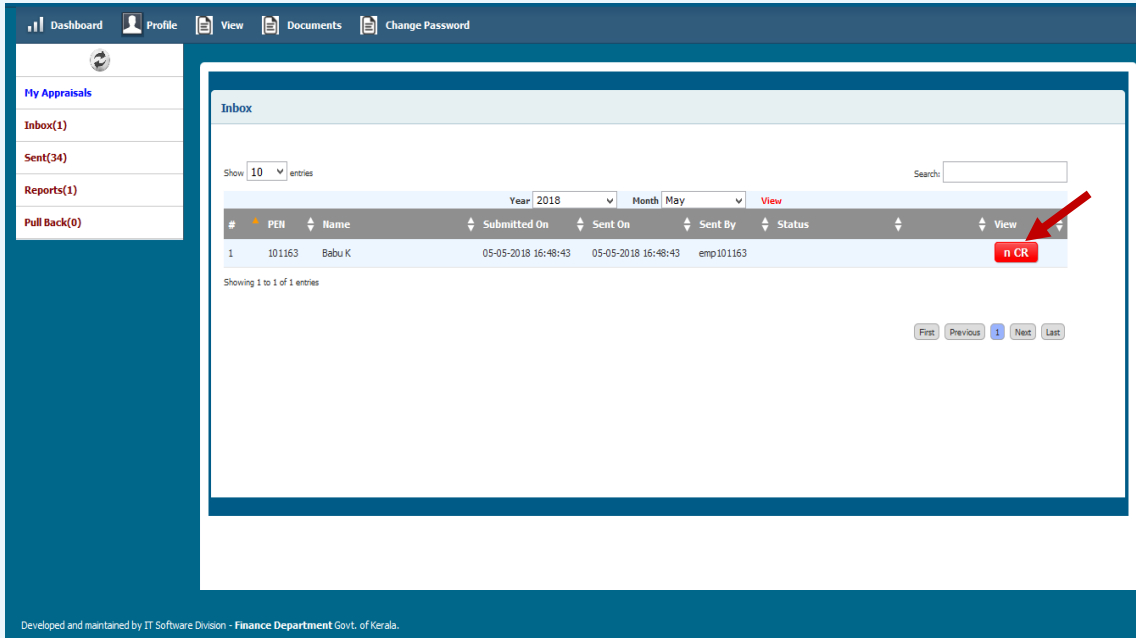 Dashboard Profile View Documents Change Password
My Appraisals
Inbox(1)
Sent(34)
Reports(1)
Pull Back(0)
Inbox
Show 10 entries Search:
Year 2018 Month May View
# PEN Name Submitted On Sent On Sent By Status View
1 101163 Babu K 05-05-2018 16:48:43 05-05-2018 16:48:43 emp101163 n CR
Showing 1 to 1 of 1 entries
First Previous 1 Next Last
Developed and maintained by IT Software Division - Finance Department Govt. of Kerala.